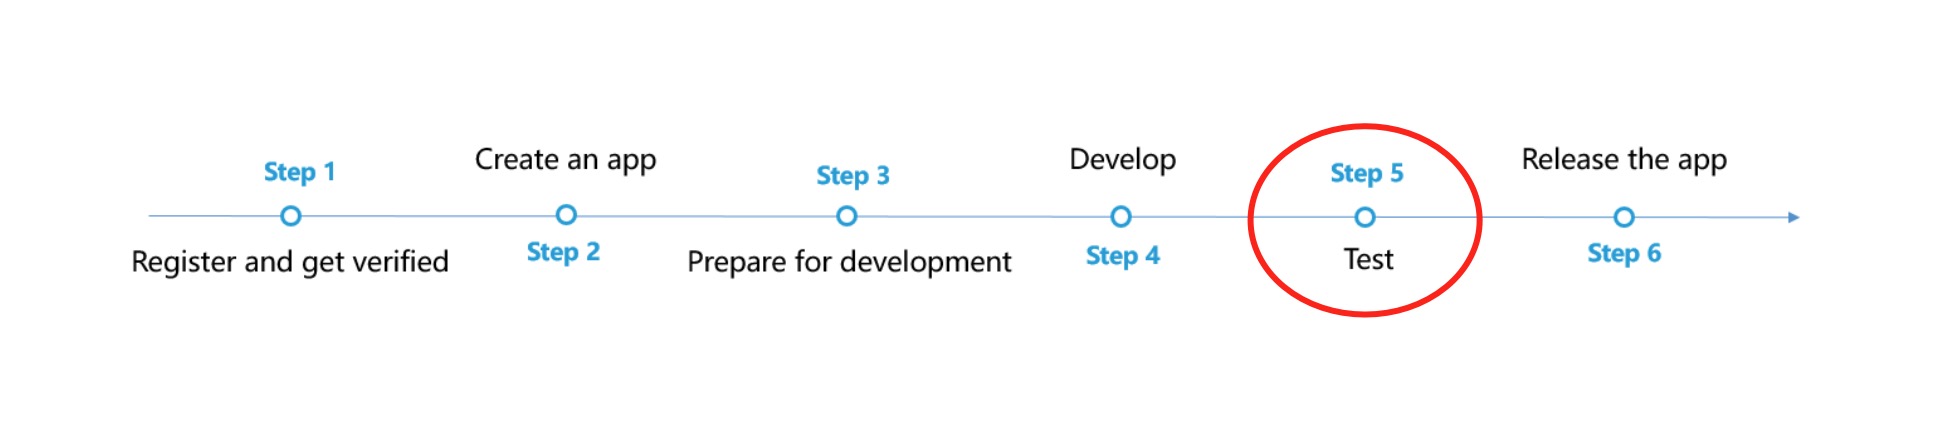 Step 1
Register and get verified
Create an app
Step 2
Step 3
Prepare for development
Develop
Step 4
Step 5
Test
Release the app
Step 6